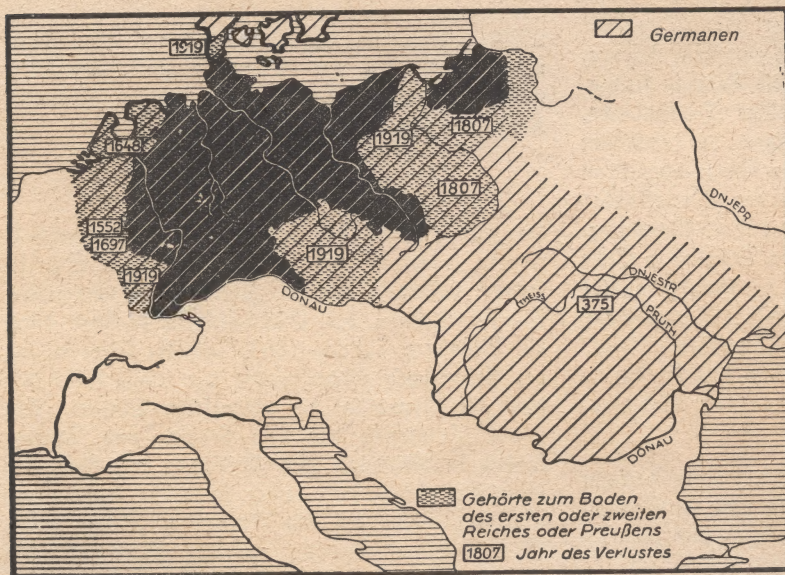 Germanen
1919
1648
1919
1807
1807
1552
1697
1919
1919
DONAU
DNJEPR
DNJESTR
THEISS
375
PRUTH
DONAU
Gehörte zum Boden
des ersten oder zweiten
Reiches oder Preußens
1807 Jahr des Verlustes